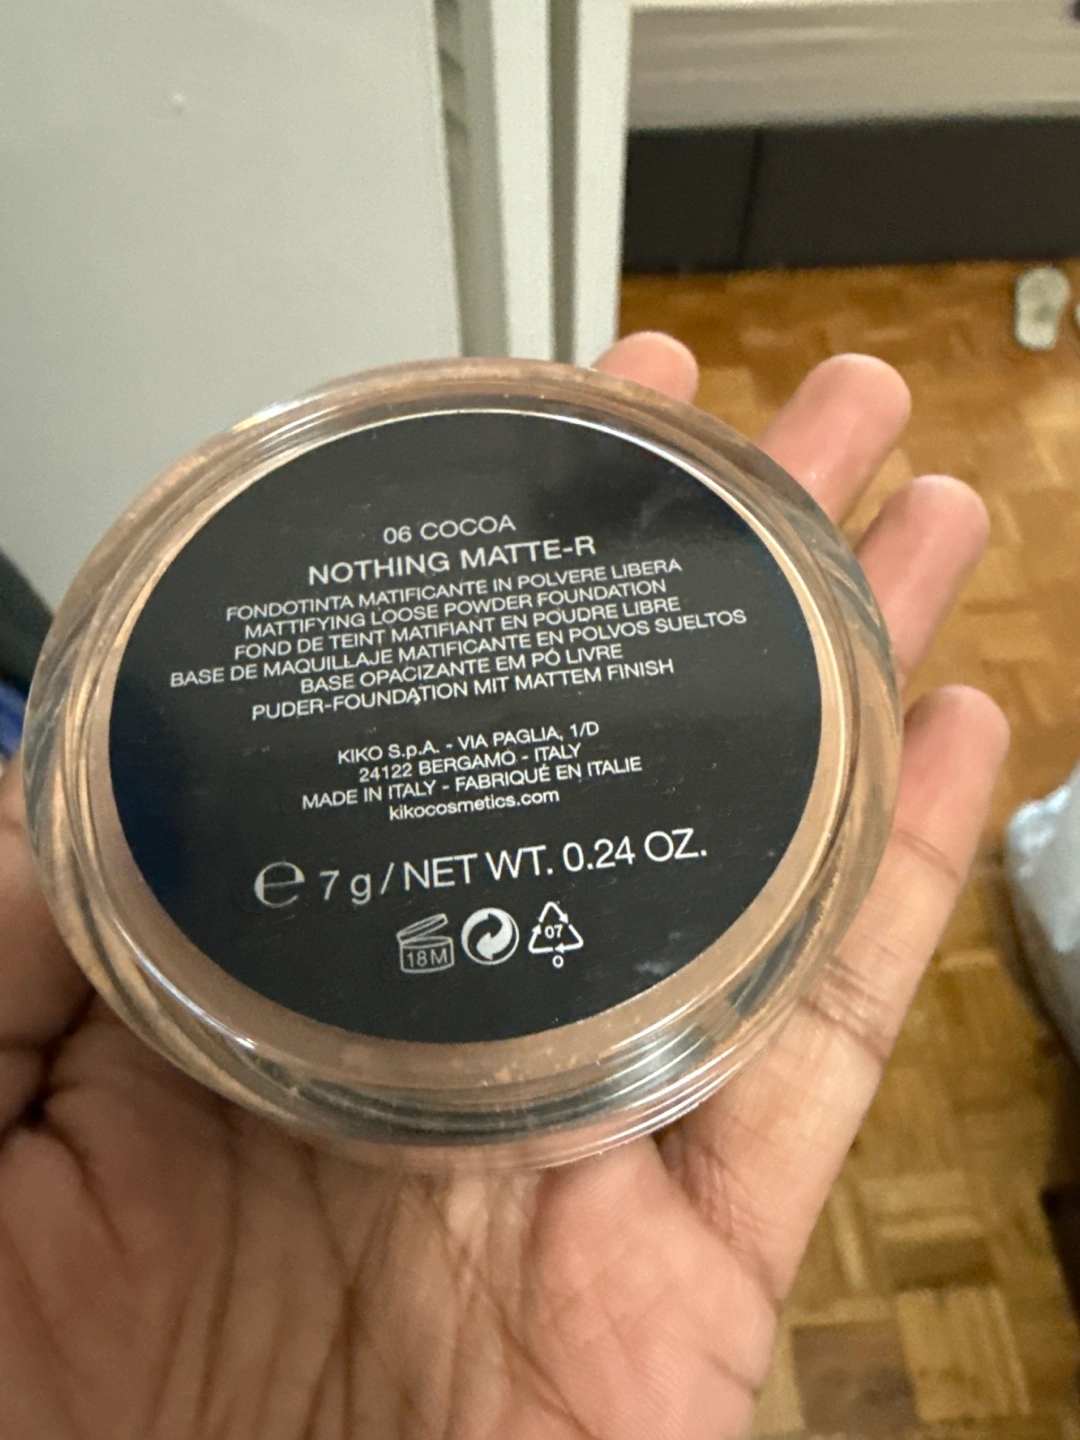 06 COCOA
NOTHING MATTE-R
FONDOTINTA MATIFICANTE IN POLVERE LIBERA
MATTIFYING LOOSE POWDER FOUNDATION
FOND DE TEINT MATIFIANT EN POUDRE LIBRE
BASE DE MAQUILLAJE MATIFICANTE EN POLVOS SUELTOS
BASE OPACIZANTE EM PÓ LIVRE
PUDER-FOUNDATION MIT MATTEM FINISH
KIKO S.p.A. - VIA PAGLIA, 1/D
24122 BERGAMO - ITALY
MADE IN ITALY - FABRIQUÉ EN ITALIE
kikocosmetics.com
℮ 7 g / NET WT. 0.24 OZ.
18M 07
O